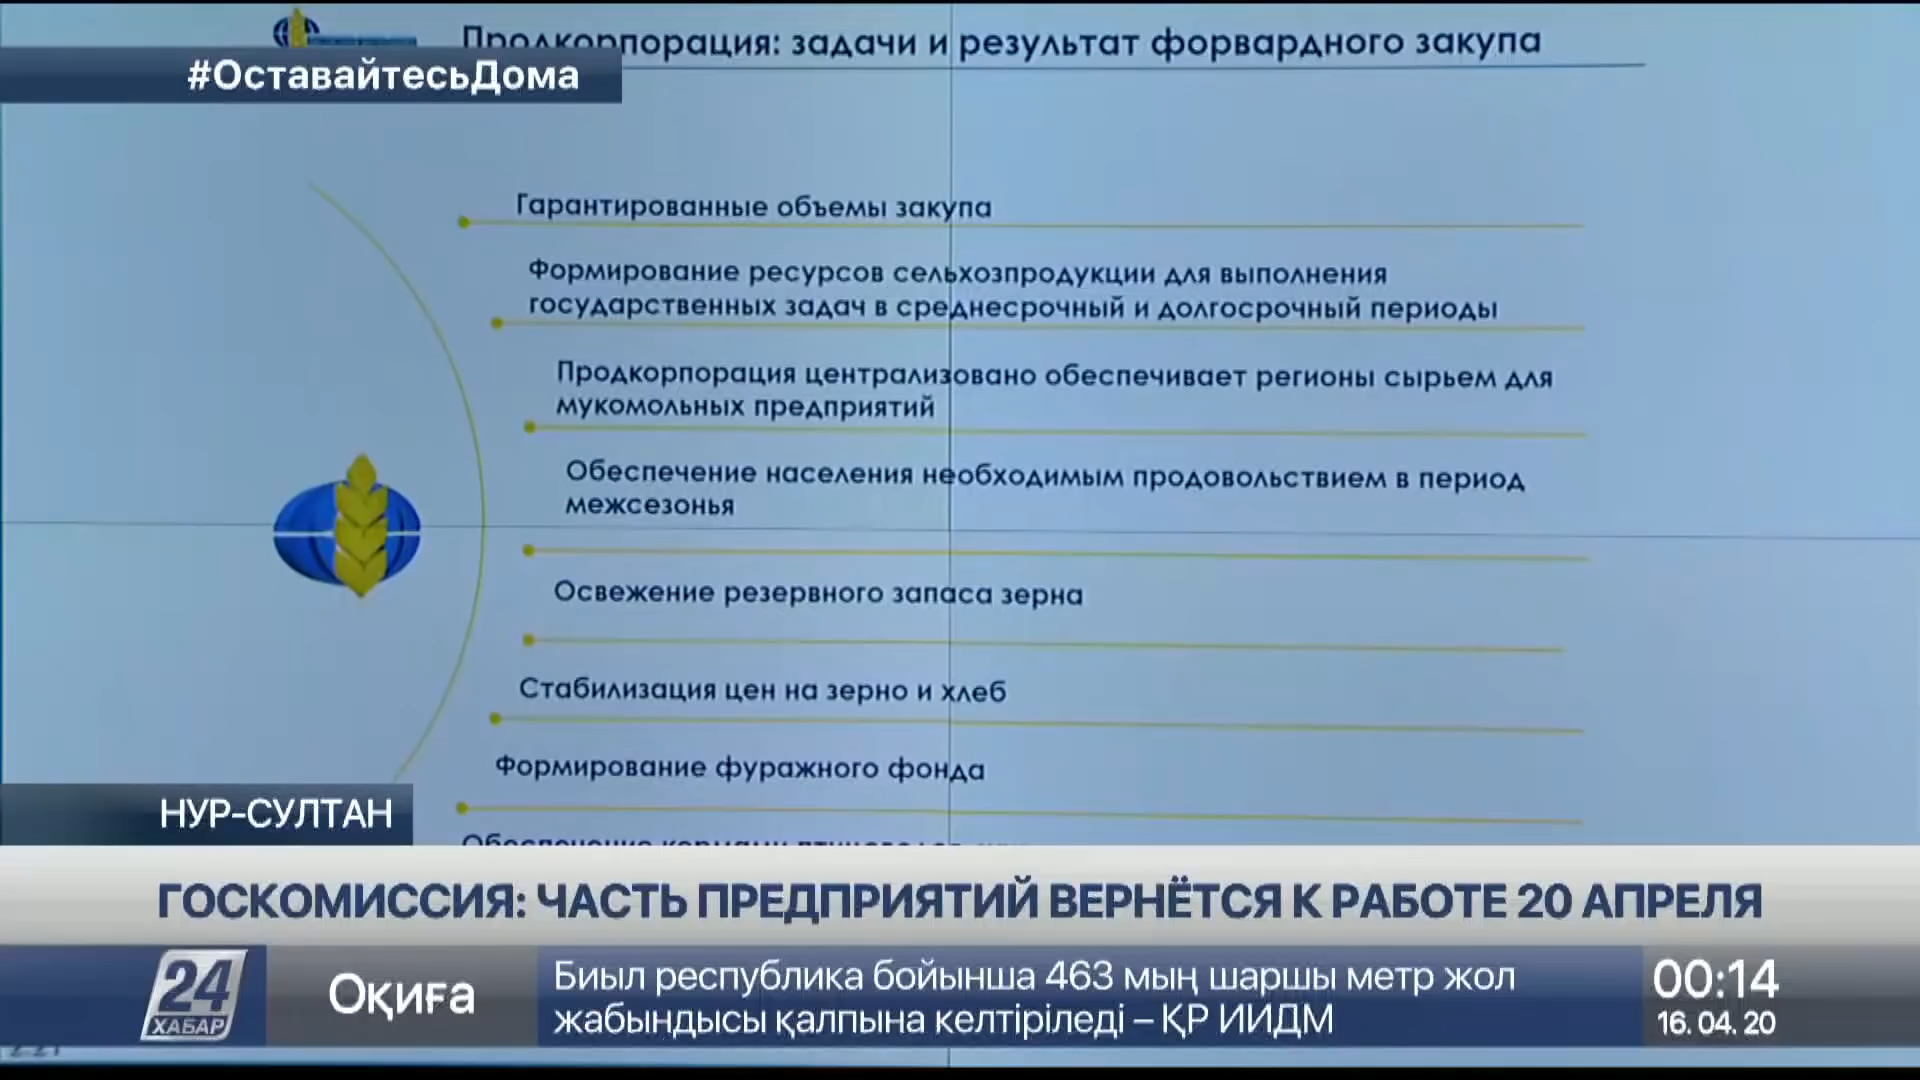 Продкорпорация: задачи и результат форвардного закупа
#ОставайтесьДома
Гарантированные объемы закупа
Формирование ресурсов сельхозпродукции для выполнения
государственных задач в среднесрочный и долгосрочный периоды
Продкорпорация централизовано обеспечивает регионы сырьем для
мукомольных предприятий
Обеспечение населения необходимым продовольствием в период
межсезонья
Освежение резервного запаса зерна
Стабилизация цен на зерно и хлеб
Формирование фуражного фонда
Обеспечение кормами
НУР-СУЛТАН
ГОСКОМИССИЯ: ЧАСТЬ ПРЕДПРИЯТИЙ ВЕРНЁТСЯ К РАБОТЕ 20 АПРЕЛЯ
24
ХАБАР
Оқиға
Биыл республика бойынша 463 мың шаршы метр жол
жабындысы қалпына келтіріледі – ҚР ИИДМ
00:14
16. 04. 20